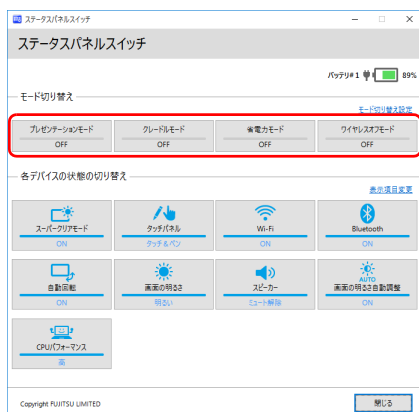 ステータスパネルスイッチ
ステータスパネルスイッチ
バッテリ#1 89%
モード切り替え
モード切り替え設定
プレゼンテーションモード クレードルモード 省電力モード ワイヤレスオフモード
OFF OFF OFF OFF
各デバイスの状態の切り替え
表示項目変更
スーパークリアモード タッチパネル Wi-Fi Bluetooth
ON タッチ&ペン ON ON
AUTO
自動回転 画面の明るさ スピーカー 画面の明るさ自動調整
ON 明るい ミュート解除 ON
CPUパフォーマンス
高
Copyright FUJITSU LIMITED 閉じる